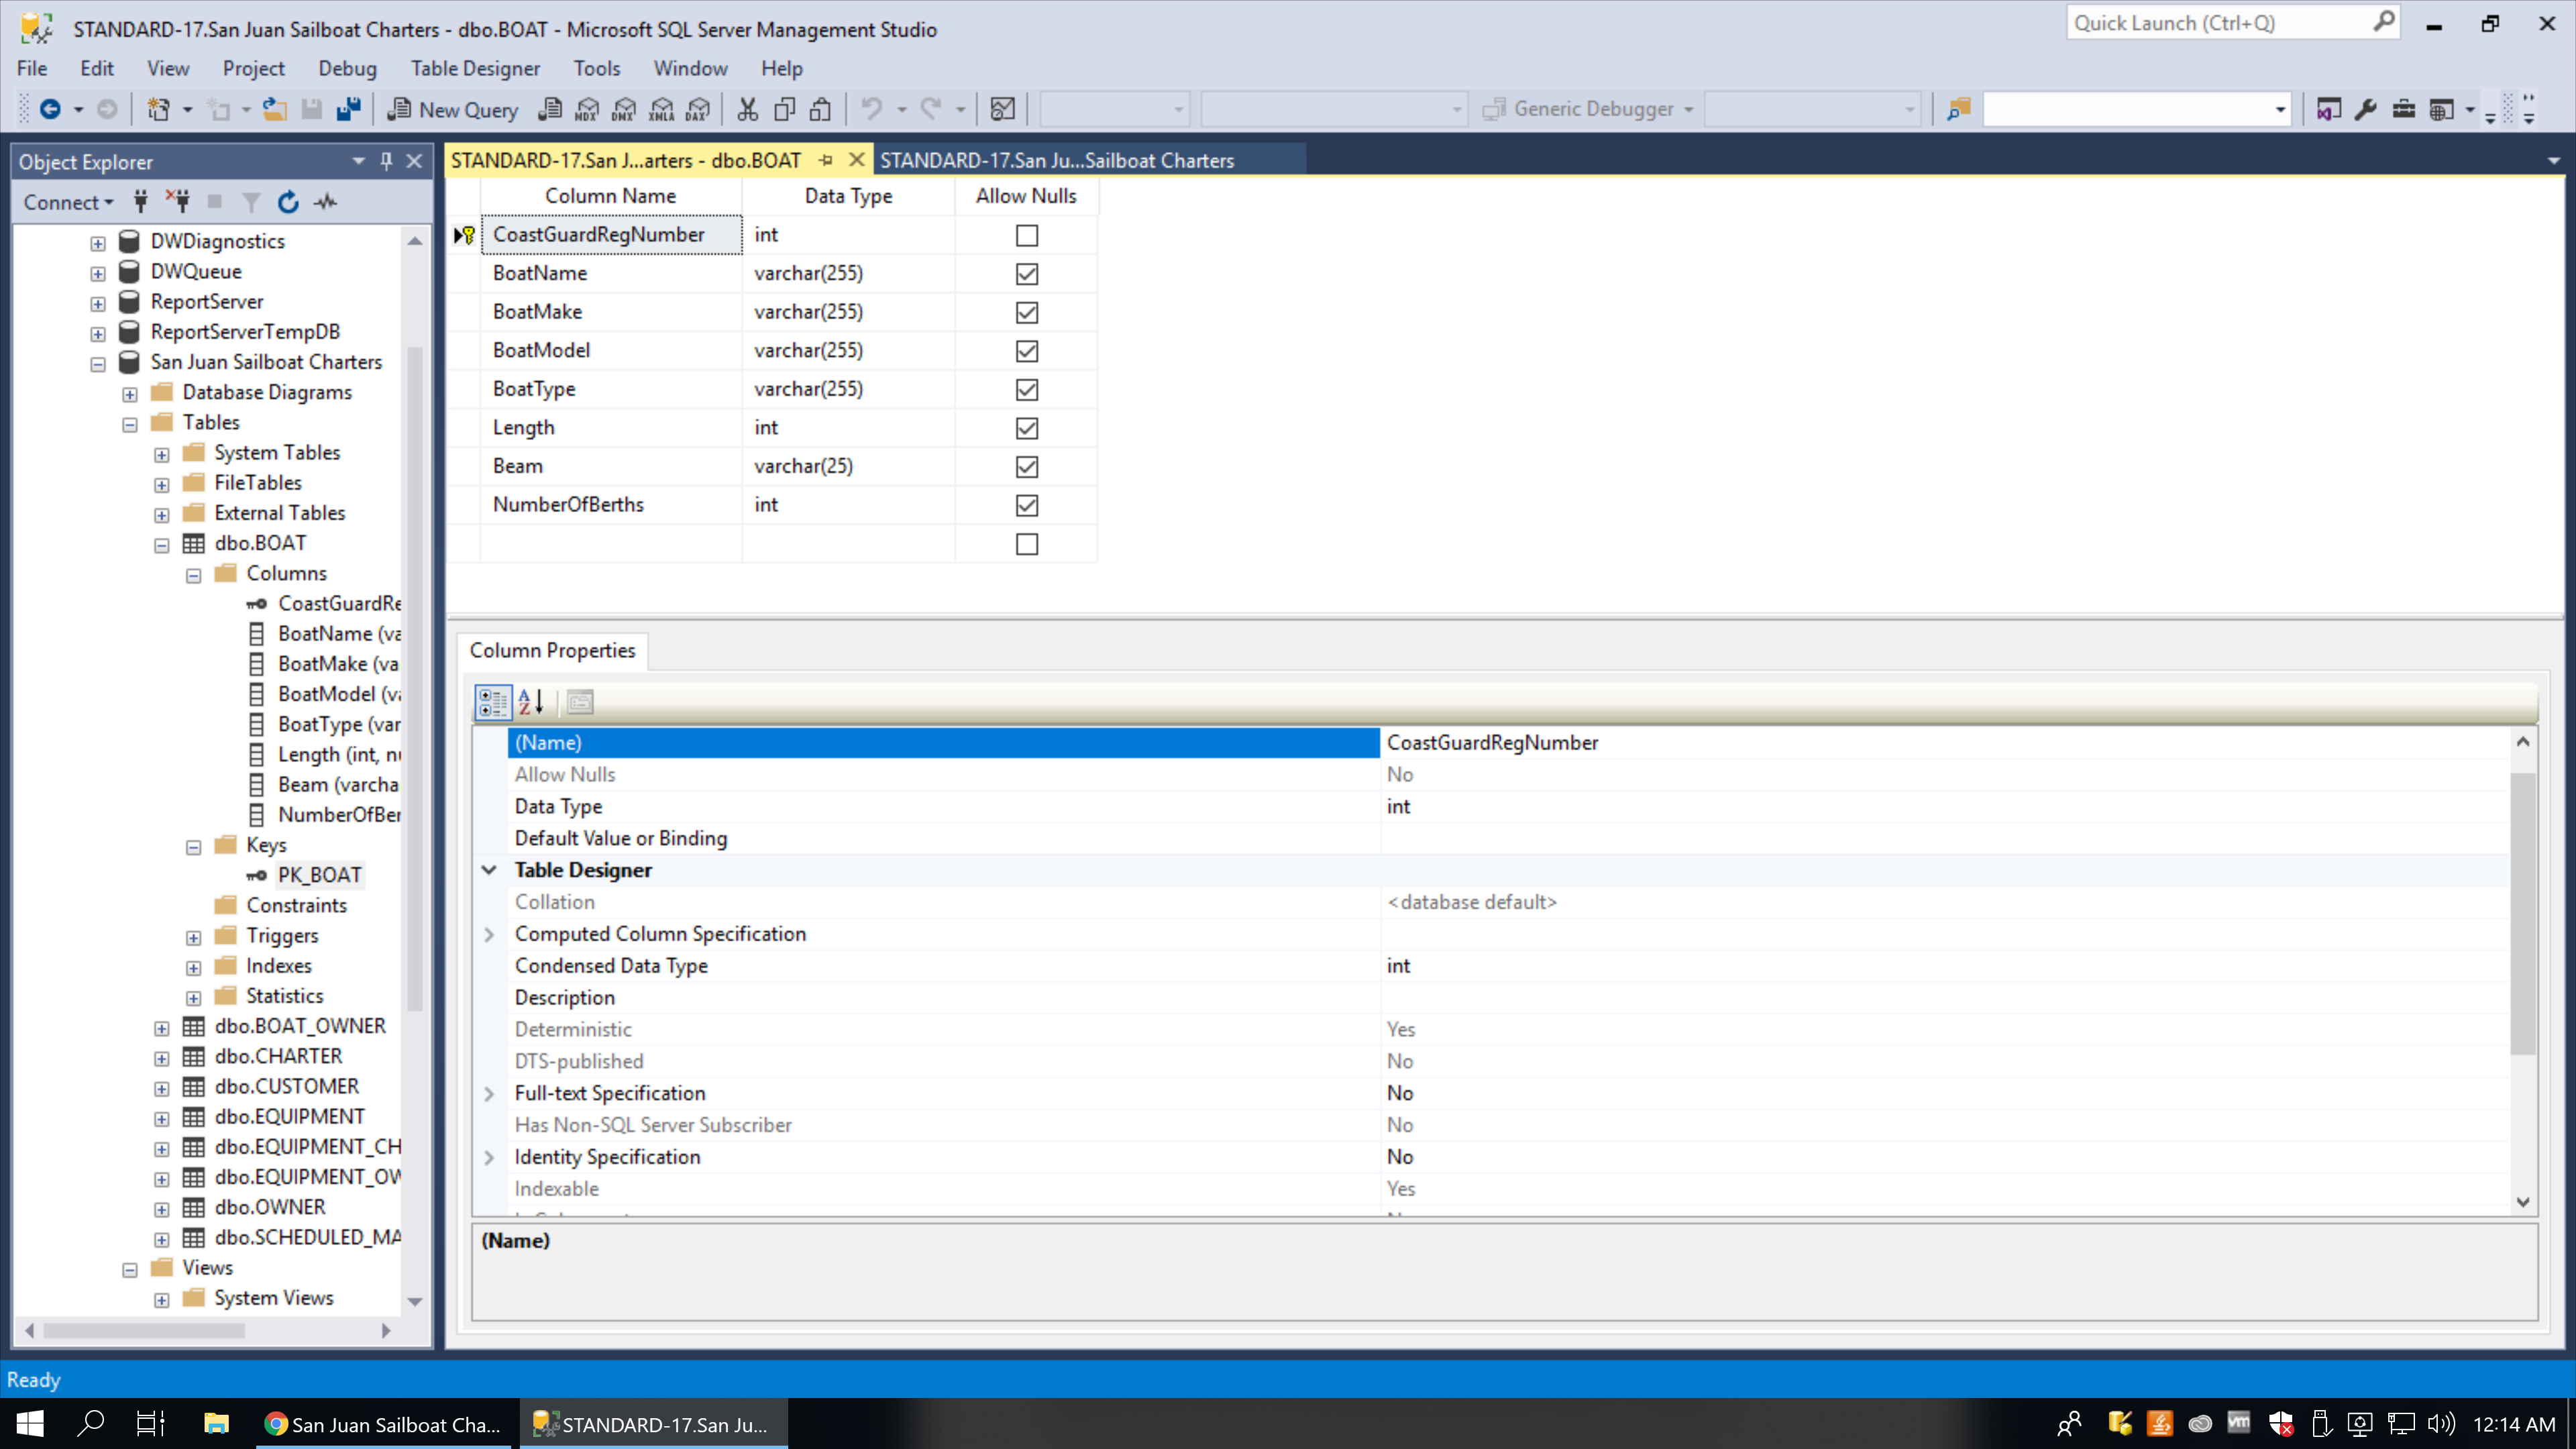 STANDARD-17.San Juan Sailboat Charters - dbo.BOAT - Microsoft SQL Server Management Studio
Quick Launch (Ctrl+Q)
File Edit View Project Debug Table Designer Tools Window Help
New Query
MDX DMX XMLA DAX
Generic Debugger
Object Explorer
Connect
DWDiagnostics
DWQueue
ReportServer
ReportServerTempDB
San Juan Sailboat Charters
Database Diagrams
Tables
System Tables
FileTables
External Tables
dbo.BOAT
Columns
CoastGuardRe
BoatName (va
BoatMake (va
BoatModel (va
BoatType (var
Length (int, nu
Beam (varcha
NumberOfBer
Keys
PK_BOAT
Constraints
Triggers
Indexes
Statistics
dbo.BOAT_OWNER
dbo.CHARTER
dbo.CUSTOMER
dbo.EQUIPMENT
dbo.EQUIPMENT_CH
dbo.EQUIPMENT_OW
dbo.OWNER
dbo.SCHEDULED_MA
Views
System Views
STANDARD-17.San J...arters - dbo.BOAT
STANDARD-17.San Ju...Sailboat Charters
Column Name Data Type Allow Nulls
CoastGuardRegNumber int
BoatName varchar(255)
BoatMake varchar(255)
BoatModel varchar(255)
BoatType varchar(255)
Length int
Beam varchar(25)
NumberOfBerths int
Column Properties
(Name) CoastGuardRegNumber
Allow Nulls No
Data Type int
Default Value or Binding
Table Designer
Collation <database default>
Computed Column Specification
Condensed Data Type int
Description
Deterministic Yes
DTS-published No
Full-text Specification No
Has Non-SQL Server Subscriber No
Identity Specification No
Indexable Yes
(Name)
Ready
San Juan Sailboat Cha...
STANDARD-17.San Ju...
vm
12:14 AM